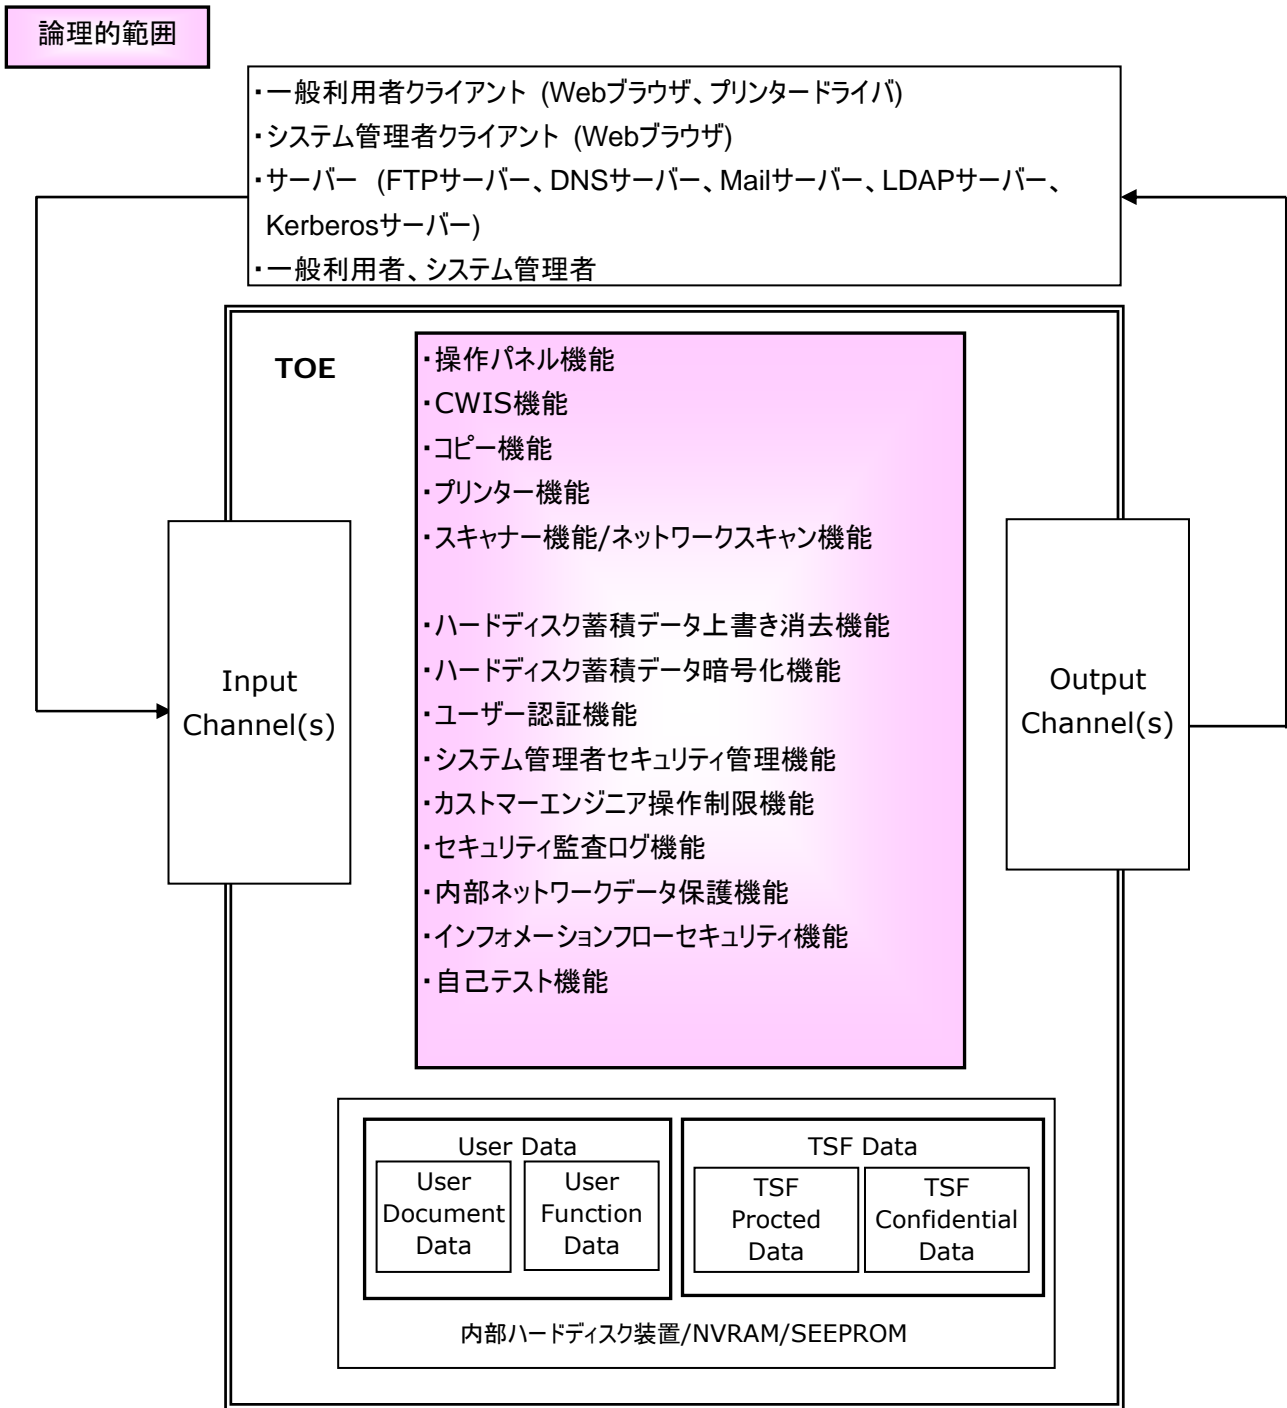 論理的範囲
・一般利用者クライアント (Webブラウザ、プリンタードライバ)
・システム管理者クライアント (Webブラウザ)
・サーバー (FTPサーバー、DNSサーバー、Mailサーバー、LDAPサーバー、
Kerberosサーバー)
・一般利用者、システム管理者
TOE
・操作パネル機能
・CWIS機能
・コピー機能
・プリンター機能
・スキャナー機能/ネットワークスキャン機能
・ハードディスク蓄積データ上書き消去機能
・ハードディスク蓄積データ暗号化機能
・ユーザー認証機能
・システム管理者セキュリティ管理機能
・カストマーエンジニア操作制限機能
・セキュリティ監査ログ機能
・内部ネットワークデータ保護機能
・インフォメーションフローセキュリティ機能
・自己テスト機能
Input
Channel(s)
Output
Channel(s)
User Data
User
Document
Data
User
Function
Data
TSF Data
TSF
Procted
Data
TSF
Confidential
Data
内部ハードディスク装置/NVRAM/SEEPROM